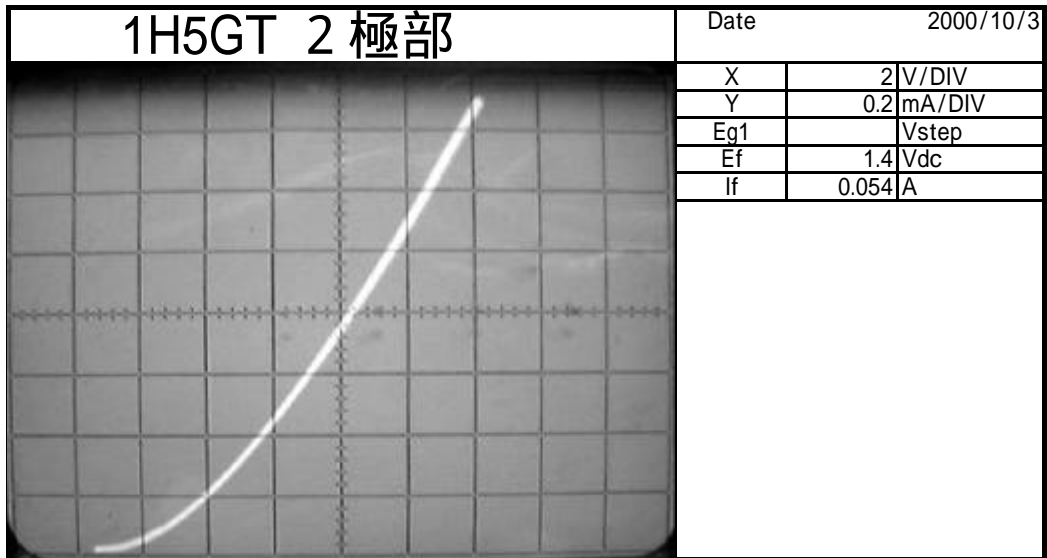 1H5GT 2極部
Date 2000/10/3
X 2 V/DIV
Y 0.2 mA/DIV
Eg1 Vstep
Ef 1.4 Vdc
If 0.054 A